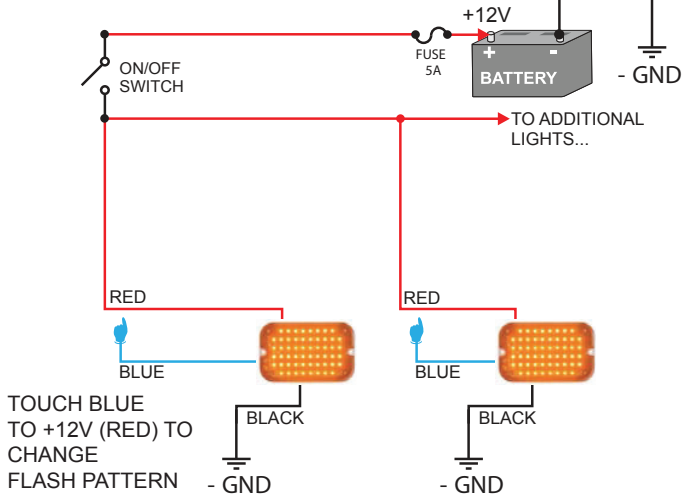 +12V
FUSE
5A
+ -
BATTERY
- GND
ON/OFF
SWITCH
TO ADDITIONAL
LIGHTS...
RED
RED
BLUE
BLUE
TOUCH BLUE
TO +12V (RED) TO
CHANGE
FLASH PATTERN
BLACK
BLACK
- GND
- GND